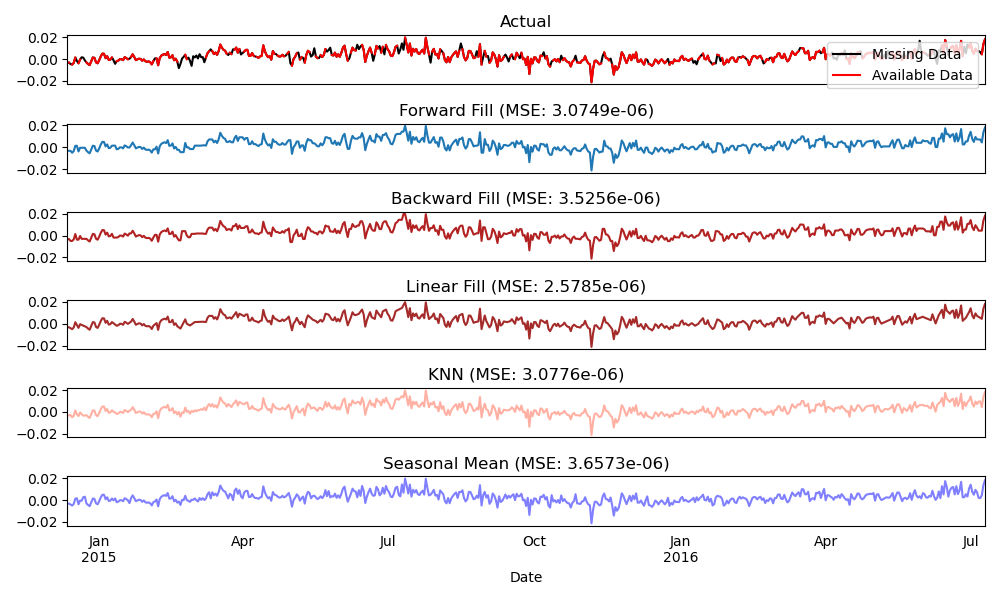 Actual
0.02
0.00
−0.02
Missing Data
Available Data
Forward Fill (MSE: 3.0749e-06)
0.02
0.00
−0.02
Backward Fill (MSE: 3.5256e-06)
0.02
0.00
−0.02
Linear Fill (MSE: 2.5785e-06)
0.02
0.00
−0.02
KNN (MSE: 3.0776e-06)
0.02
0.00
−0.02
Seasonal Mean (MSE: 3.6573e-06)
0.02
0.00
−0.02
Jan Apr Jul Oct Jan Apr Jul
2015 2016
Date